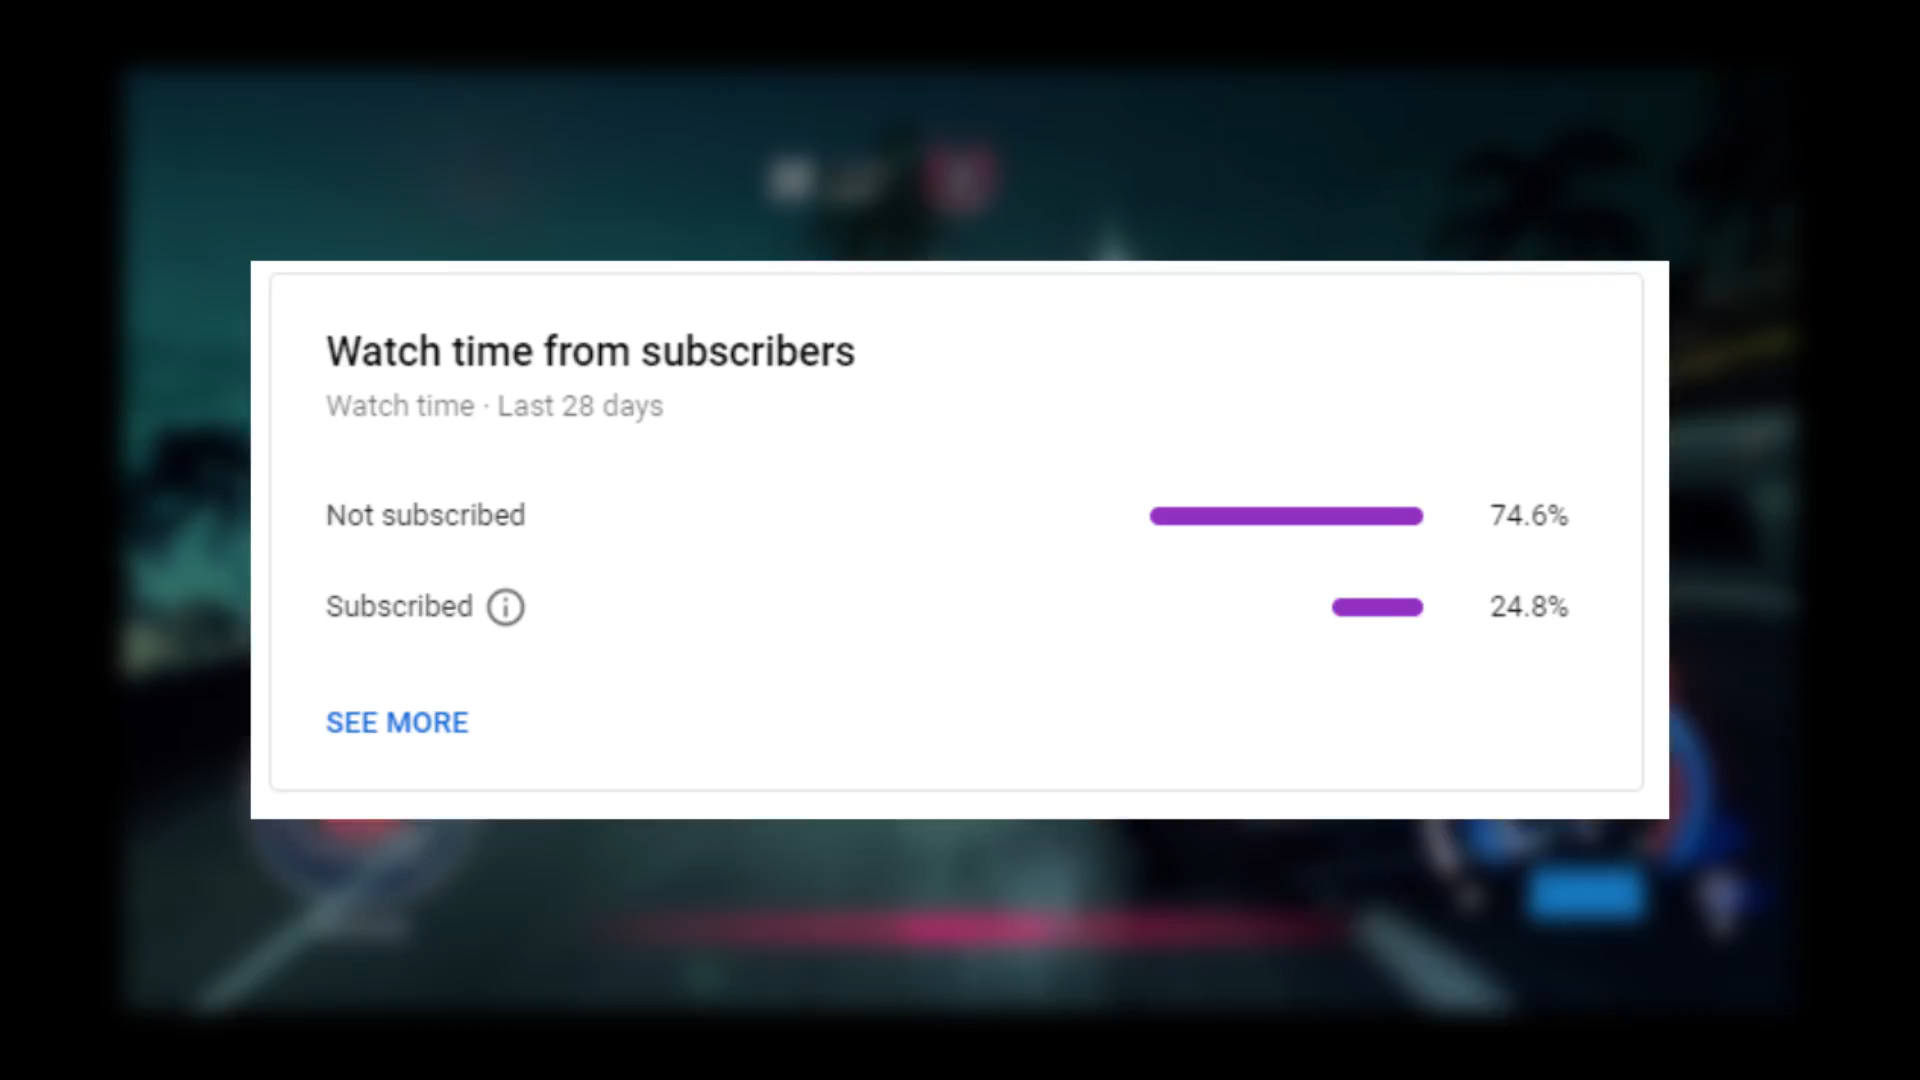 Watch time from subscribers
Watch time · Last 28 days
Not subscribed 74.6%
Subscribed 24.8%
SEE MORE